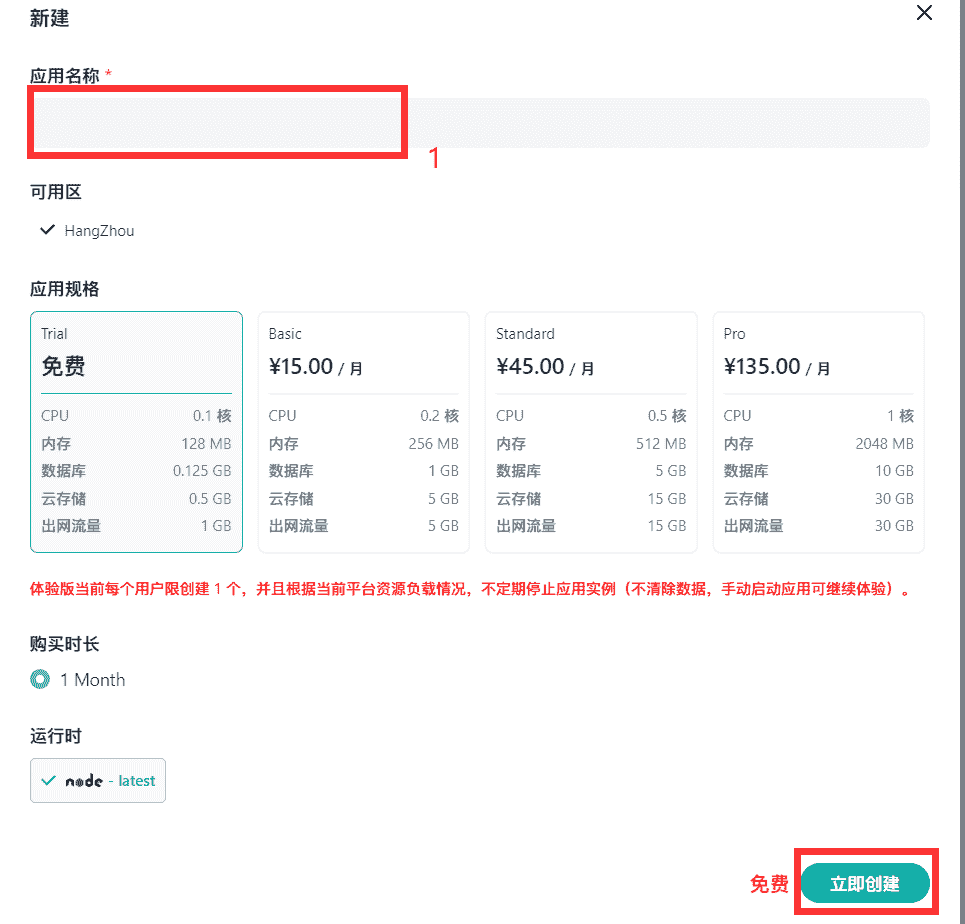 新建
应用名称 *
1
可用区
HangZhou
应用规格
Trial Basic Standard Pro
免费 ¥15.00 / 月 ¥45.00 / 月 ¥135.00 / 月
CPU 0.1 核 CPU 0.2 核 CPU 0.5 核 CPU 1 核
内存 128 MB 内存 256 MB 内存 512 MB 内存 2048 MB
数据库 0.125 GB 数据库 1 GB 数据库 5 GB 数据库 10 GB
云存储 0.5 GB 云存储 5 GB 云存储 15 GB 云存储 30 GB
出网流量 1 GB 出网流量 5 GB 出网流量 15 GB 出网流量 30 GB
体验版当前每个用户限创建 1 个，并且根据当前平台资源负载情况，不定期停止应用实例（不清除数据，手动启动应用可继续体验）。
购买时长
1 Month
运行时
node - latest
免费 立即创建